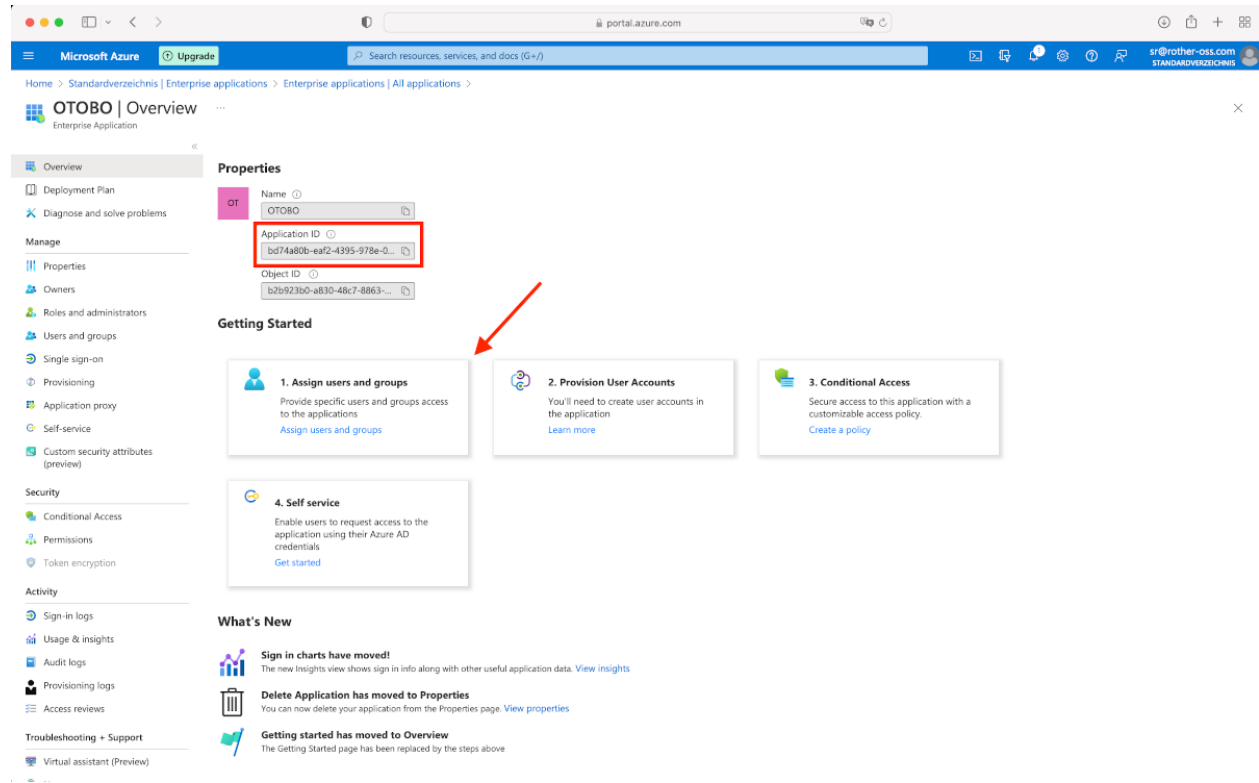 portal.azure.com
Microsoft Azure
Upgrade
Search resources, services, and docs (G+/)
sr@rother-oss.com
STANDARDVERZEICHNIS
Home > Standardverzeichnis | Enterprise applications > Enterprise applications | All applications >
OTOBO | Overview ...
Enterprise Application
«
Overview
Deployment Plan
Diagnose and solve problems
Manage
Properties
Owners
Roles and administrators
Users and groups
Single sign-on
Provisioning
Application proxy
Self-service
Custom security attributes
(preview)
Security
Conditional Access
Permissions
Token encryption
Activity
Sign-in logs
Usage & insights
Audit logs
Provisioning logs
Access reviews
Troubleshooting + Support
Virtual assistant (Preview)
Properties
OT
Name
OTOBO
Application ID
bd74a80b-eaf2-4395-978e-0...
Object ID
b2b923b0-a830-48c7-8863-...
Getting Started
1. Assign users and groups
Provide specific users and groups access
to the applications
Assign users and groups
2. Provision User Accounts
You'll need to create user accounts in
the application
Learn more
3. Conditional Access
Secure access to this application with a
customizable access policy.
Create a policy
4. Self service
Enable users to request access to the
application using their Azure AD
credentials
Get started
What's New
Sign in charts have moved!
The new Insights view shows sign in info along with other useful application data. View insights
Delete Application has moved to Properties
You can now delete your application from the Properties page. View properties
Getting started has moved to Overview
The Getting Started page has been replaced by the steps above